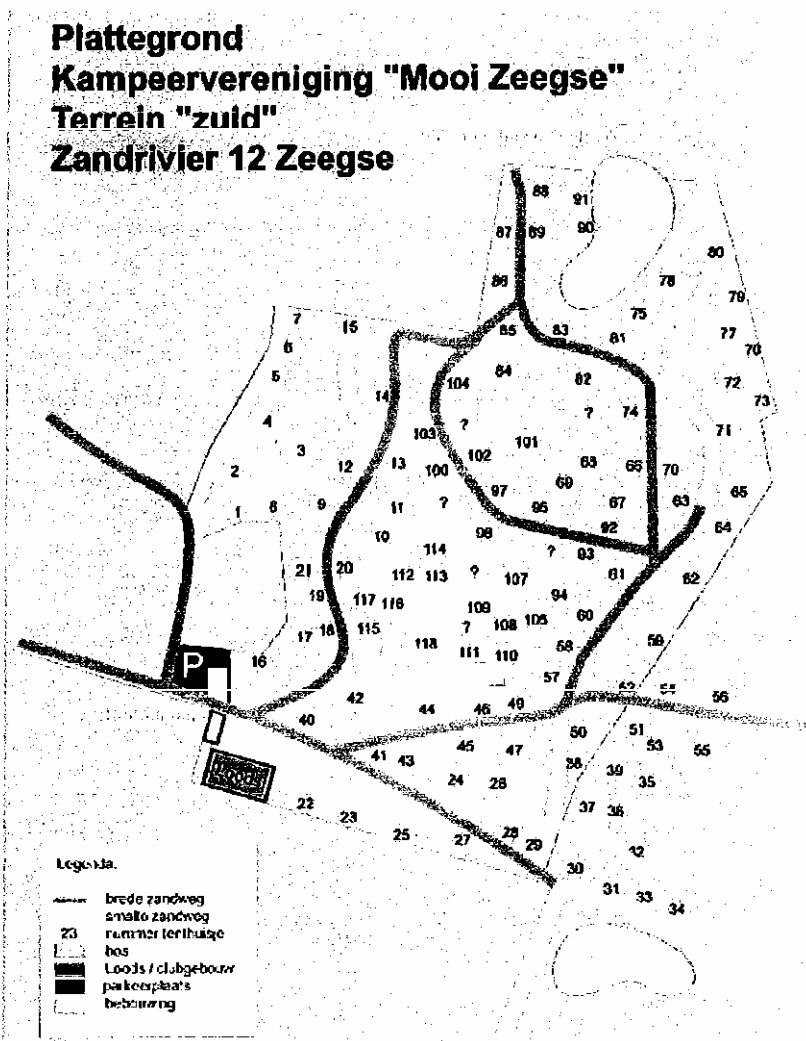 Plattegrond
Kampeervereniging "Mooi Zeegse"
Terrein "zuid"
Zandrivier 12 Zeegse
88 91
87 89 90
80
86 78
79
7 15 75
85 83 81 77
6 70
5 104 84 82 72
14 73
4 ? ? 74
103 71
3 101
2 12 13 100 102 68 66 70
69
97 65
1 8 9 11 ? 95 67 63
10 98 92 64
114 ? 93
21 20 112 113 ? 107 61 62
19 117 116 94
109 60
17 18 115 ? 108 105
118 58 59
16 111 110
57
42 56
40 44 46 49
50 51
41 43 45 47 53 55
38 39
24 26 35
22 37 36
23 28
25 27 29
32
30
31 33
34
P
Legenda:
brede zandweg
smalle zandweg
23 nummer tenthuisje
bos
Loods / clubgebouw
parkeerplaats
bebouwing